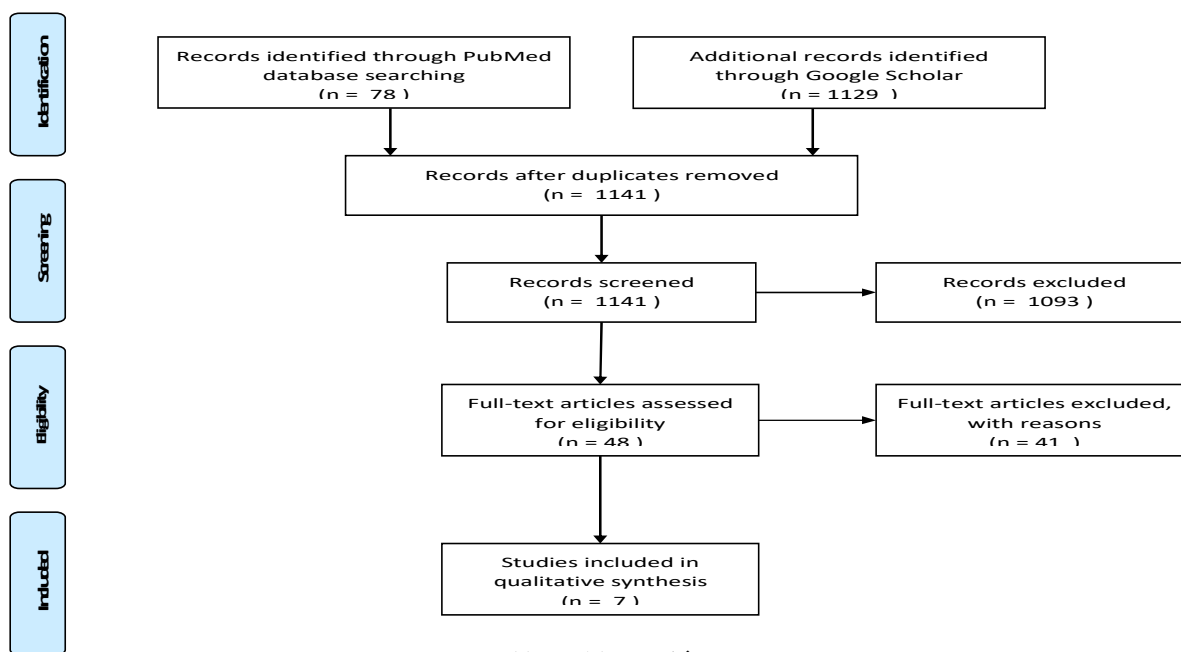 Identification
Records identified through PubMed
database searching
(n = 78 )
Additional records identified
through Google Scholar
(n = 1129 )
Records after duplicates removed
(n = 1141 )
Screening
Records screened
(n = 1141 )
Records excluded
(n = 1093 )
Eligibility
Full-text articles assessed
for eligibility
(n = 48 )
Full-text articles excluded,
with reasons
(n = 41 )
Included
Studies included in
qualitative synthesis
(n = 7 )